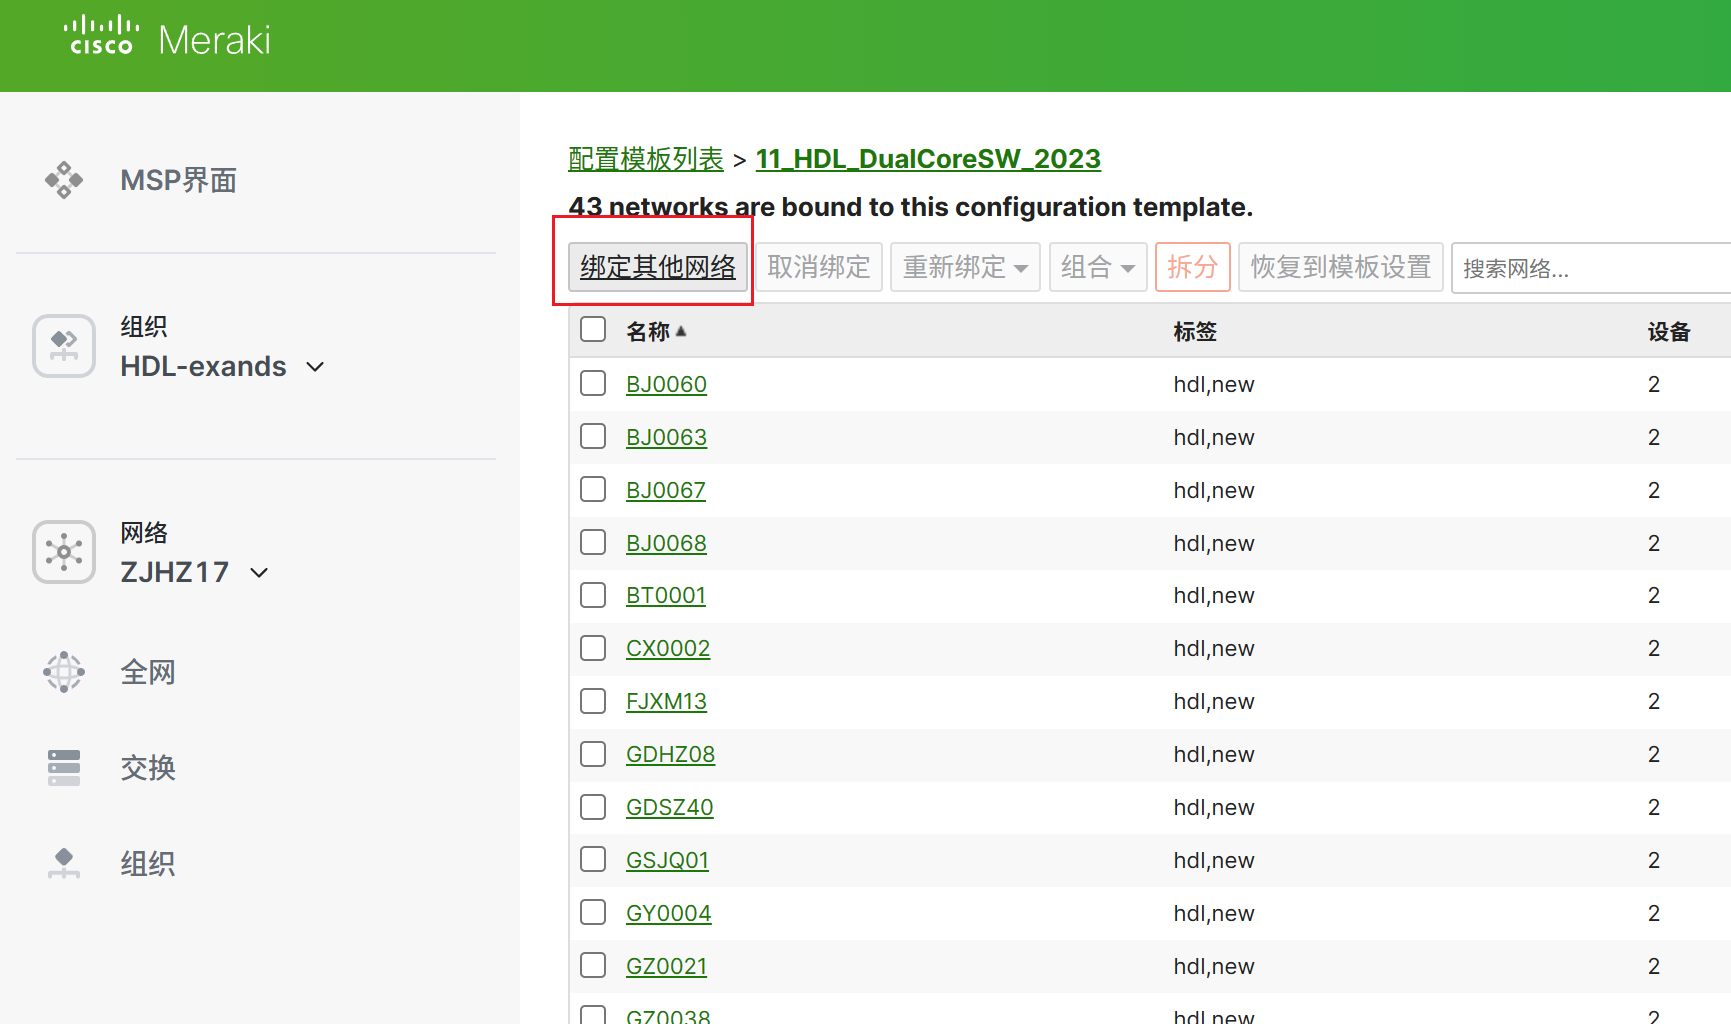 CISCO Meraki
MSP界面
组织
HDL-exands
网络
ZJHZ17
全网
交换
组织
配置模板列表 > 11_HDL_DualCoreSW_2023
43 networks are bound to this configuration template.
绑定其他网络 取消绑定 重新绑定 组合 拆分 恢复到模板设置 搜索网络...
名称 标签 设备
BJ0060 hdl,new 2
BJ0063 hdl,new 2
BJ0067 hdl,new 2
BJ0068 hdl,new 2
BT0001 hdl,new 2
CX0002 hdl,new 2
FJXM13 hdl,new 2
GDHZ08 hdl,new 2
GDSZ40 hdl,new 2
GSJQ01 hdl,new 2
GY0004 hdl,new 2
GZ0021 hdl,new 2
GZ0038 hdl,new 2